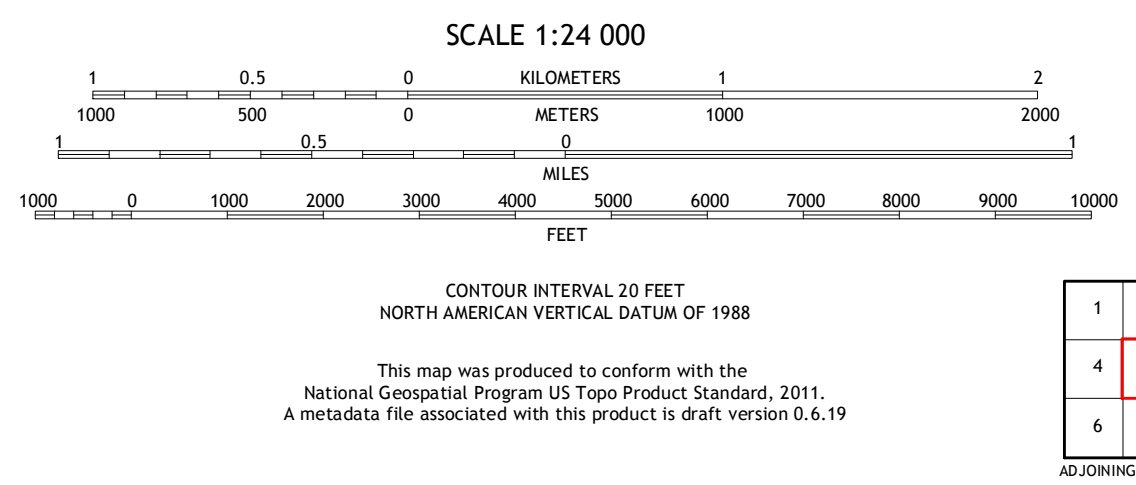 SCALE 1:24 000
1 0.5 0 KILOMETERS 1 2
1000 500 0 METERS 1000 2000
1 0.5 0 1
MILES
1000 0 1000 2000 3000 4000 5000 6000 7000 8000 9000 10000
FEET
CONTOUR INTERVAL 20 FEET
NORTH AMERICAN VERTICAL DATUM OF 1988
This map was produced to conform with the
National Geospatial Program US Topo Product Standard, 2011.
A metadata file associated with this product is draft version 0.6.19
1
4
6
ADJOINING